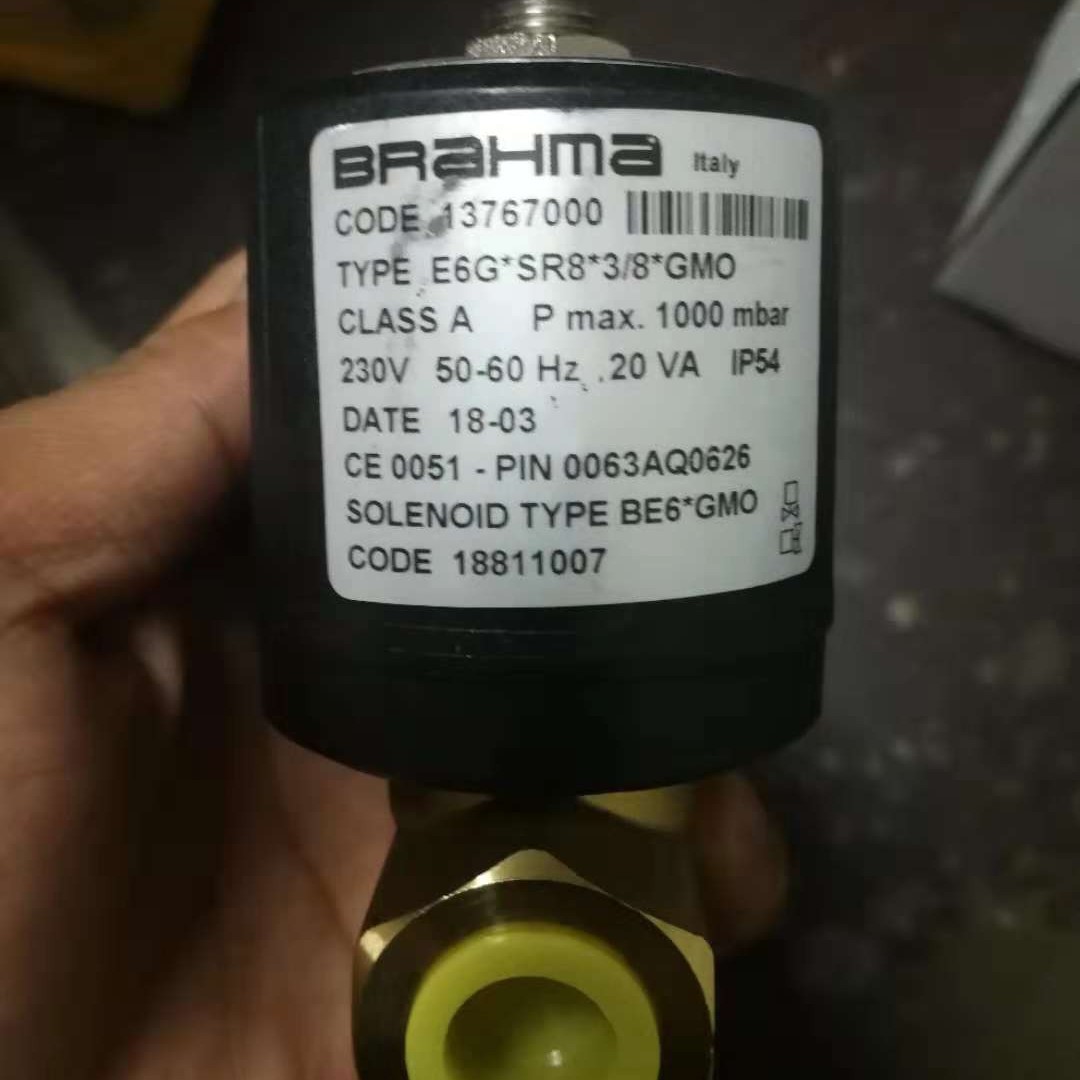 BRaHma Italy
CODE 13767000
TYPE E6G*SR8*3/8*GMO
CLASS A P max. 1000 mbar
230V 50-60 Hz 20 VA IP54
DATE 18-03
CE 0051 - PIN 0063AQ0626
SOLENOID TYPE BE6*GMO
CODE 18811007